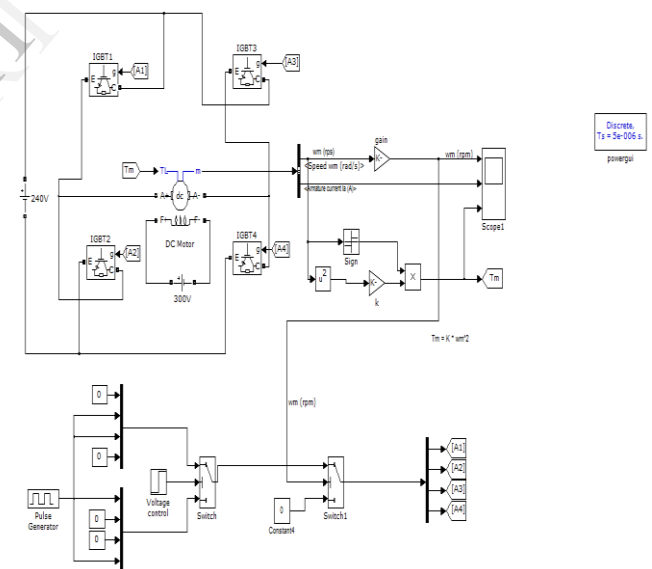 IGBT1
g
E
C
[A1]
IGBT3
g
E
C
[A3]
240V
Tm
TL
m
A+
dc
A-
F+
F-
DC Motor
300V
IGBT2
g
E
C
[A2]
IGBT4
g
E
C
[A4]
wm (rps)
<Speed wm (rad/s)>
<Armature current ia (A)>
gain
K-
wm (rpm)
Scope1
Discrete,
Ts = 5e-006 s.
powergui
Sign
u
2
K-
k
X
Tm
Tm = K * wm^2
wm (rpm)
0
0
Pulse
Generator
0
0
Voltage
control
Switch
0
Constant4
Switch1
[A1]
[A2]
[A3]
[A4]